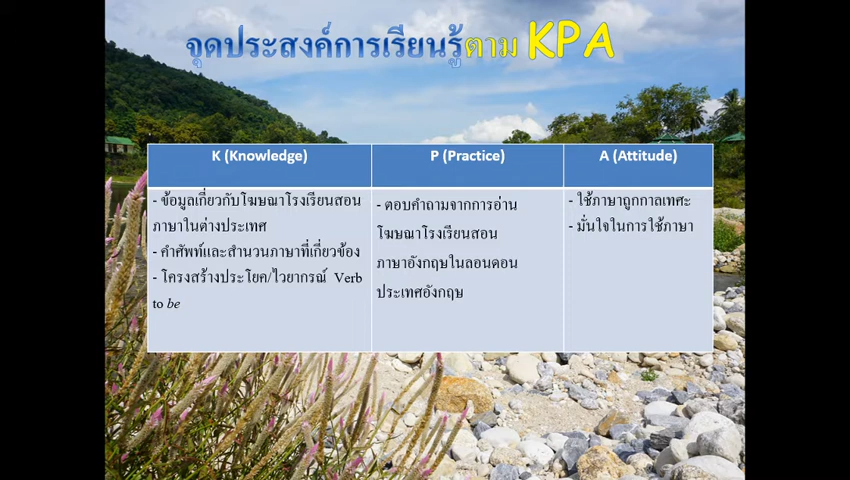 จุดประสงค์การเรียนรู้ตาม KPA
K (Knowledge)
P (Practice)
A (Attitude)
- ข้อมูลเกี่ยวกับโฆษณาโรงเรียนสอน
ภาษาในต่างประเทศ
- คำศัพท์และสำนวนภาษาที่เกี่ยวข้อง
- โครงสร้างประโยค/ไวยากรณ์ Verb
to be
- ตอบคำถามจากการอ่าน
โฆษณาโรงเรียนสอน
ภาษาอังกฤษในลอนดอน
ประเทศอังกฤษ
- ใช้ภาษาถูกกาลเทศะ
- มั่นใจในการใช้ภาษา